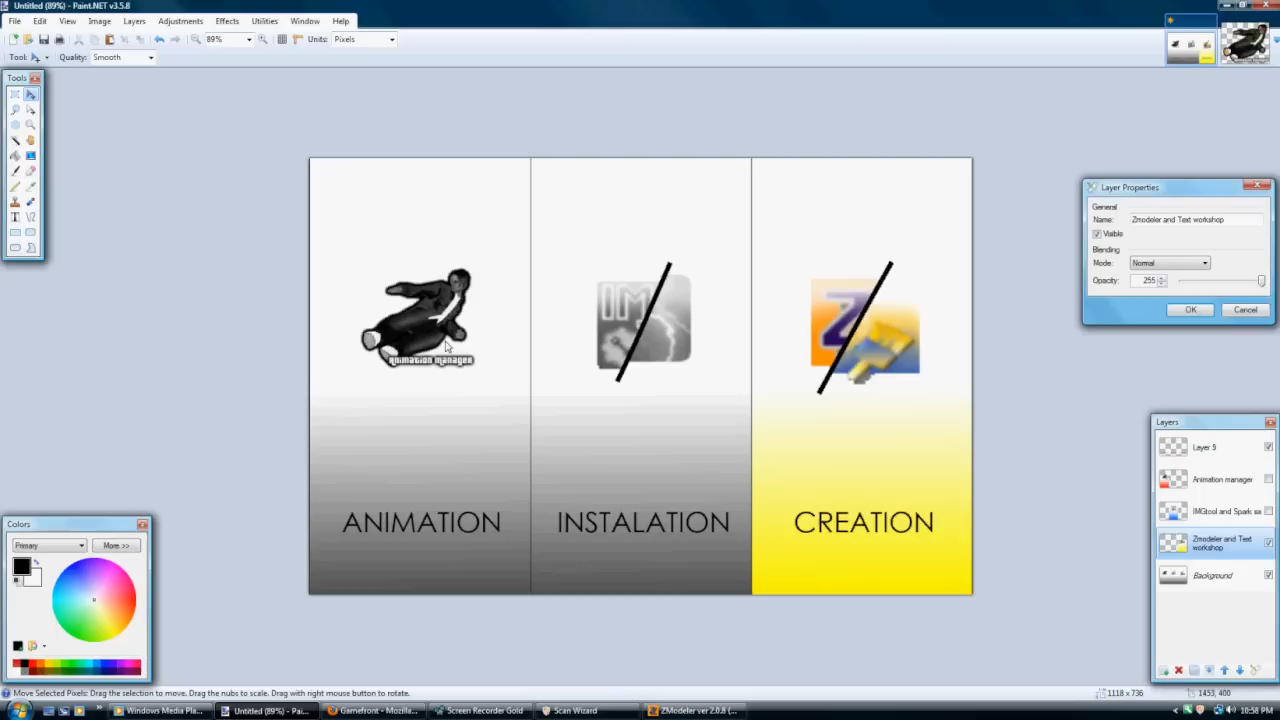 Untitled (89%) - Paint.NET v3.5.8
File Edit View Image Layers Adjustments Effects Utilities Window Help
89% Units: Pixels
Tool: Quality: Smooth
Tools
Layer Properties
General
Name: Zmodeler and Text workshop
Visible
Blending
Mode: Normal
Opacity: 255
OK Cancel
IM
Z
Animation manager
ANIMATION INSTALATION CREATION
Layers
Layer 9
Animation manager
IMGtool and Spark
Zmodeler and Text
workshop
Background
Colors
Primary More >>
Move Selected Pixels: Drag the selection to move. Drag the nubs to scale. Drag with right mouse button to rotate. 1118 x 736 1453, 400
Windows Media Pla... Untitled (89%) - Pai... Gamefront - Mozilla... Screen Recorder Gold Scan Wizard ZModeler ver 2.0.8 (... 10:58 PM